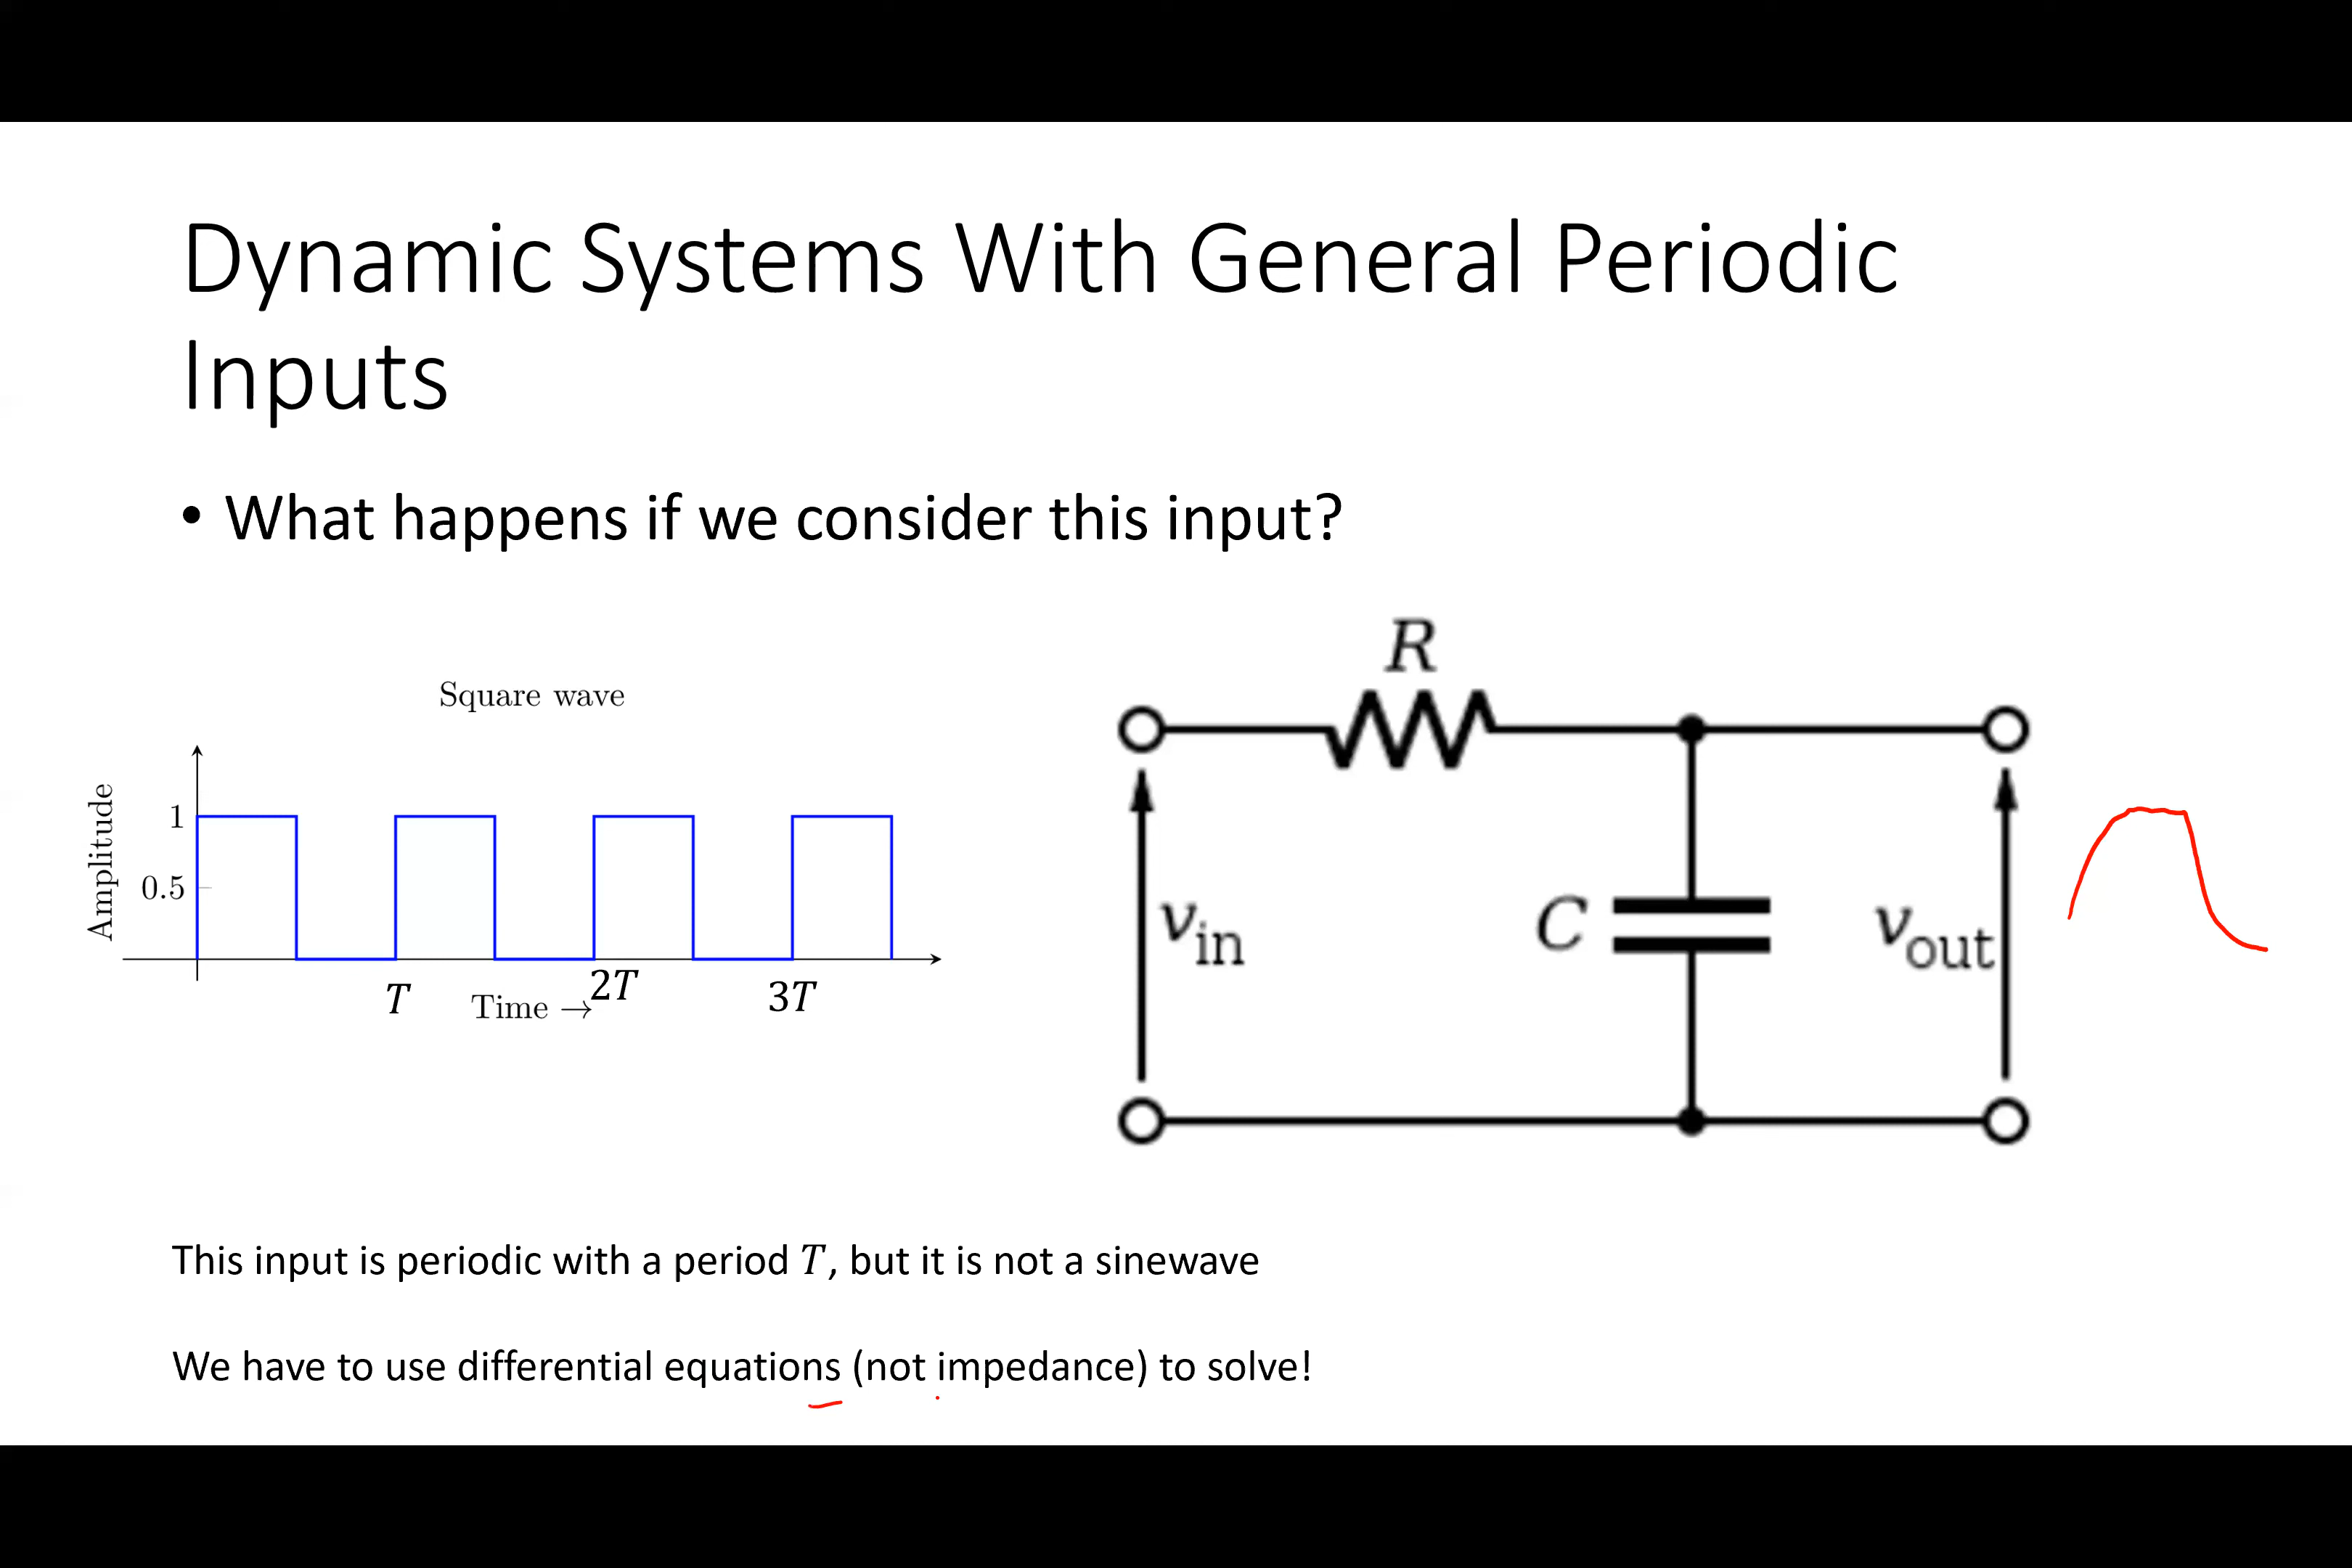 Dynamic Systems With General Periodic
Inputs
• What happens if we consider this input?
Square wave
Amplitude
1
0.5
T
Time →
2T
3T
R
C
vin
vout
This input is periodic with a period T, but it is not a sinewave
We have to use differential equations (not impedance) to solve!